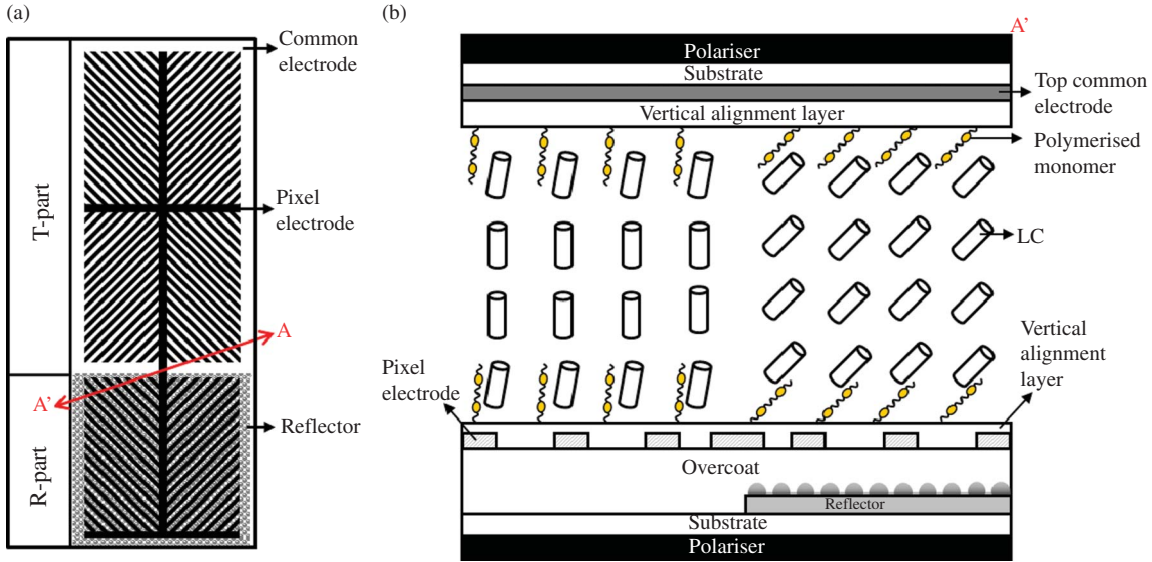 (a)
Common
electrode
T-part
Pixel
electrode
A
A'
R-part
Reflector
(b)
A'
Polariser
Substrate
Top common
electrode
Vertical alignment layer
Polymerised
monomer
LC
Pixel
electrode
Vertical
alignment
layer
Overcoat
Reflector
Substrate
Polariser